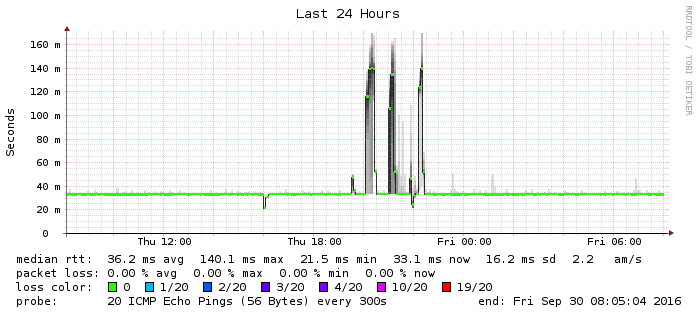 Last 24 Hours
RRDTOOL / TOBI OETIKER
Seconds
160 m
140 m
120 m
100 m
80 m
60 m
40 m
20 m
0
Thu 12:00 Thu 18:00 Fri 00:00 Fri 06:00
median rtt: 36.2 ms avg 140.1 ms max 21.5 ms min 33.1 ms now 16.2 ms sd 2.2 am/s
packet loss: 0.00 % avg 0.00 % max 0.00 % min 0.00 % now
loss color: 0 1/20 2/20 3/20 4/20 10/20 19/20
probe: 20 ICMP Echo Pings (56 Bytes) every 300s end: Fri Sep 30 08:05:04 2016